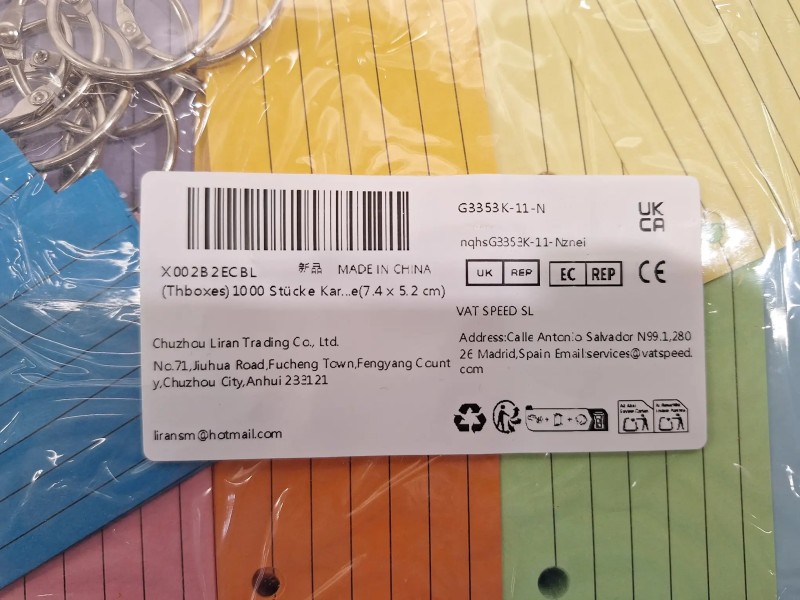 G3353K-11-N
UK
CA
nqhsG3353K-11-Nznei
X002B2ECBL 新品 MADE IN CHINA
(Thboxes) 1000 Stücke Kar...e(7.4 x 5.2 cm)
UK REP EC REP CE
VAT SPEED SL
Address:Calle Antonio Salvador N99.1,280
26 Madrid,Spain Email:services@vatspeed.
com
Chuzhou Liran Trading Co., Ltd.
No.71,Jiuhua Road,Fucheng Town,Fengyang Count
y,Chuzhou City,Anhui 233121
liransm@hotmail.com